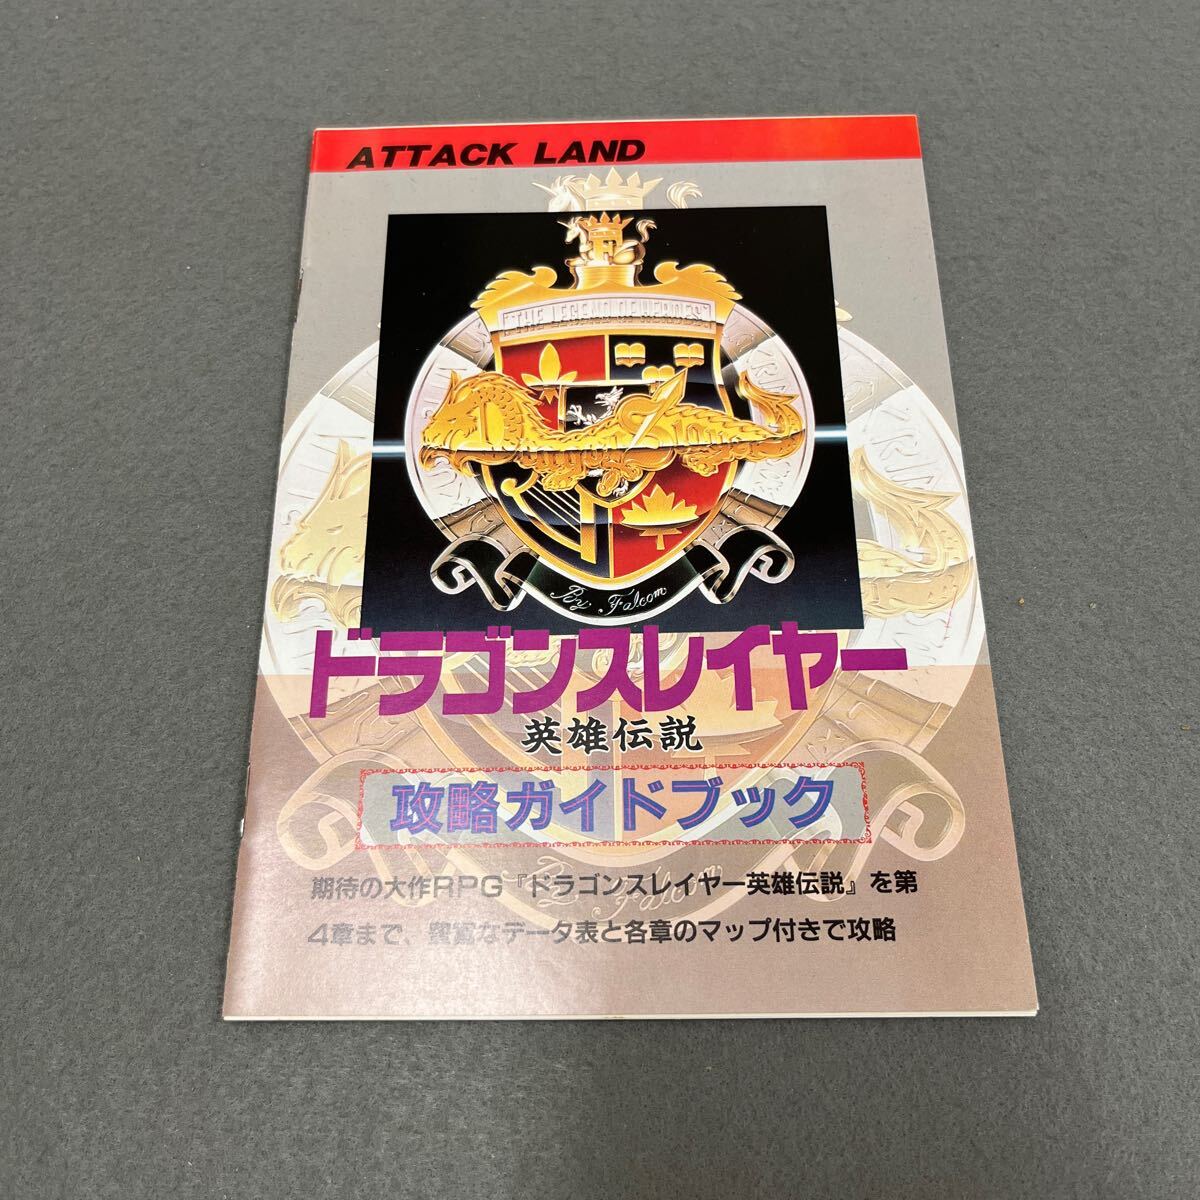 ATTACK LAND
THE LEGEND OF HEROES
Dragon Slayer
By Falcom
ドラゴンスレイヤー
英雄伝説
攻略ガイドブック
期待の大作RPG『ドラゴンスレイヤー英雄伝説』を第
4章まで、豊富なデータ表と各章のマップ付きで攻略